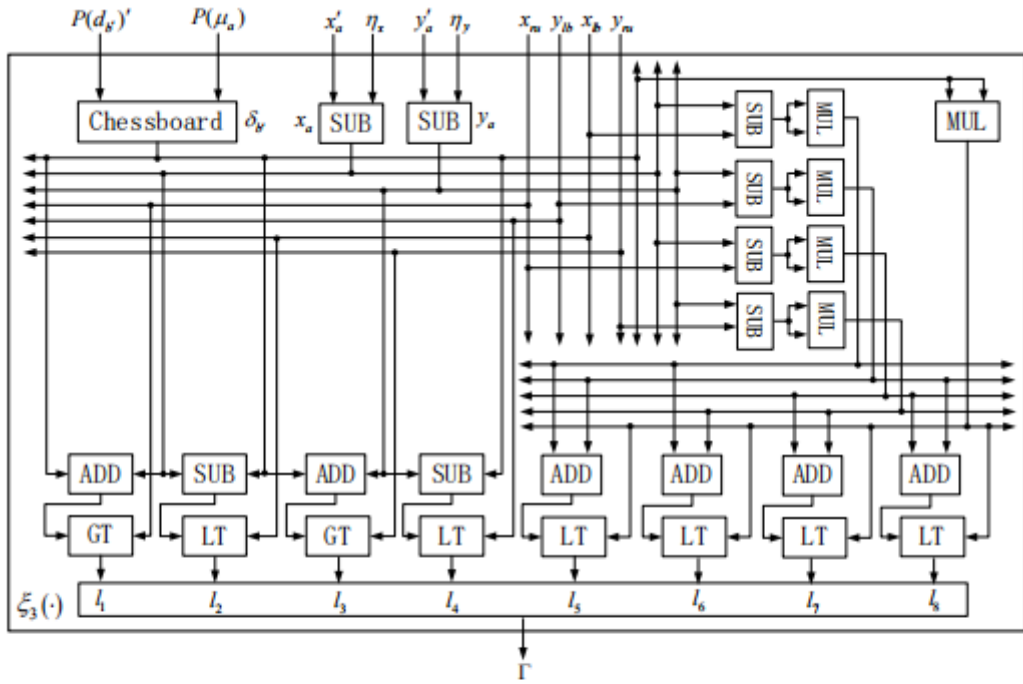 P(d_{lt})' P(μ_a) x'_a η_x y'_a η_y x_{ru} y_{lb} x_{lb} y_{ru}
Chessboard δ_{lt} x_a SUB SUB y_a SUB MUL MUL
SUB MUL
SUB MUL
SUB MUL
ADD SUB ADD SUB ADD ADD ADD ADD
GT LT GT LT LT LT LT LT
ξ_3(·) l_1 l_2 l_3 l_4 l_5 l_6 l_7 l_8
Γ